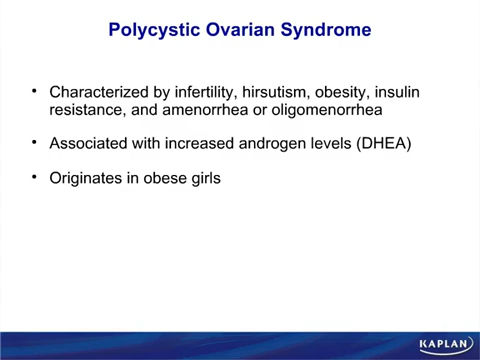 Polycystic Ovarian Syndrome
• Characterized by infertility, hirsutism, obesity, insulin
resistance, and amenorrhea or oligomenorrhea
• Associated with increased androgen levels (DHEA)
• Originates in obese girls
KAPLAN